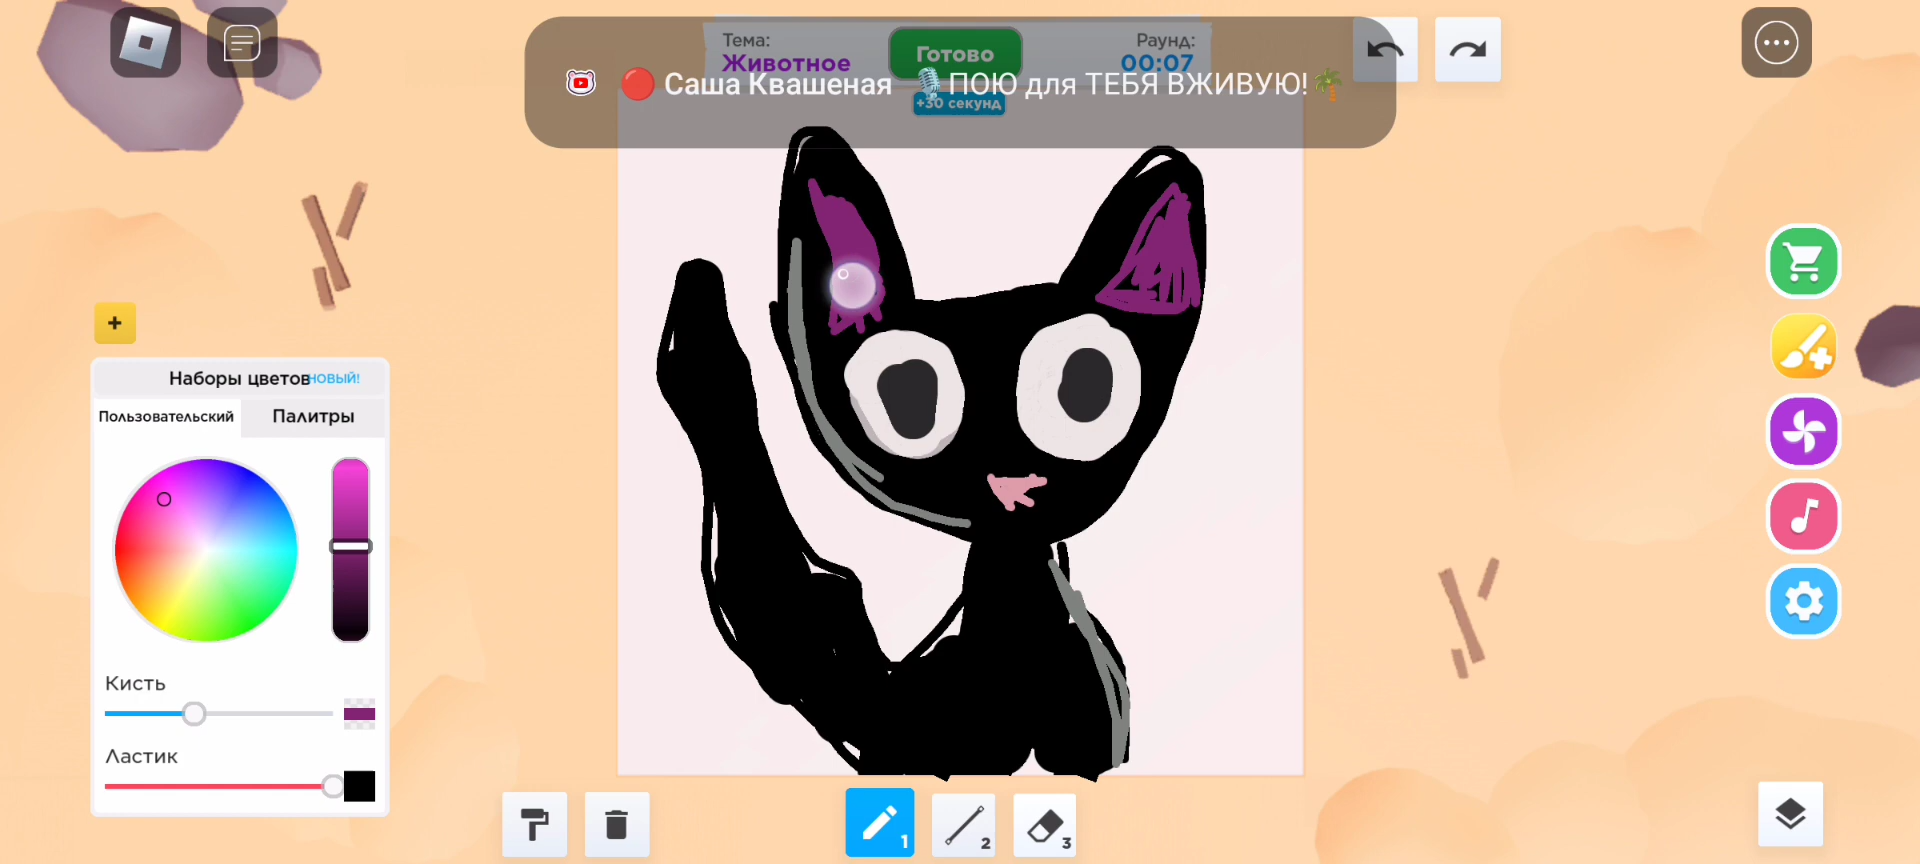 Тема:
Животное
Готово
Раунд:
00:07
🔴 Саша Квашеная 🎙️ПОЮ для ТЕБЯ ВЖИВУЮ!🌴
+30 секунд
+
Наборы цветов НОВЫЙ!
Пользовательский
Палитры
Кисть
Ластик
1
2
3